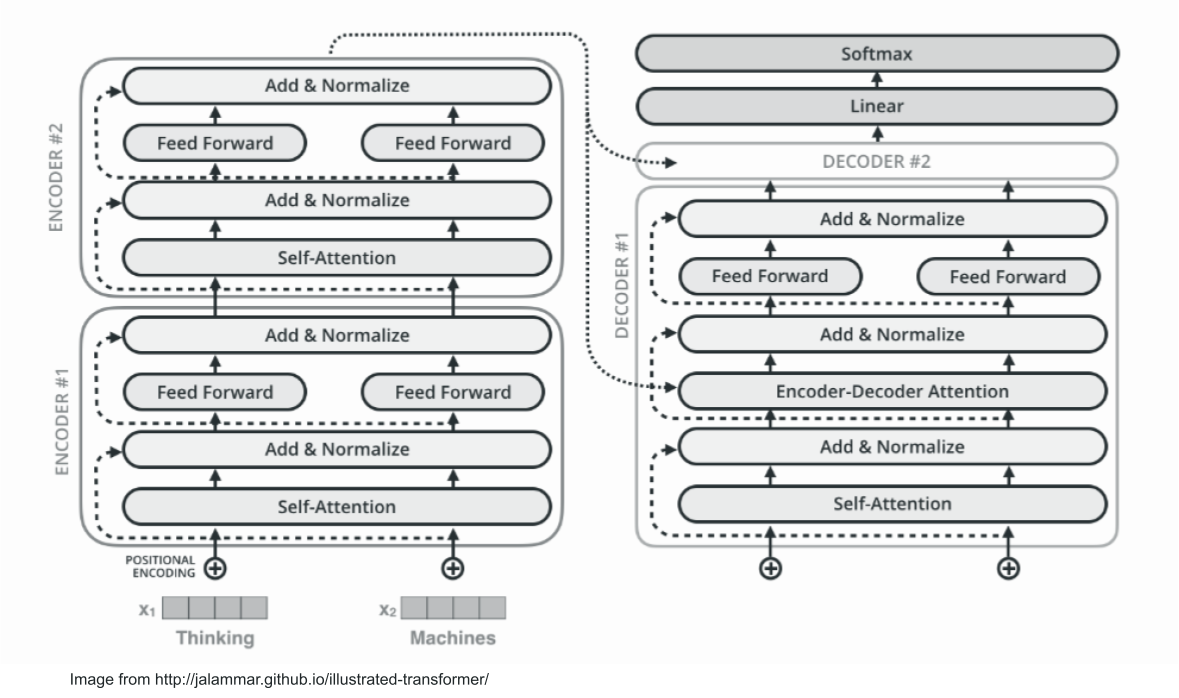 ENCODER #2
Add & Normalize
Feed Forward Feed Forward
Add & Normalize
Self-Attention
ENCODER #1
Add & Normalize
Feed Forward Feed Forward
Add & Normalize
Self-Attention
POSITIONAL
ENCODING
x₁ x₂
Thinking Machines
Softmax
Linear
DECODER #2
DECODER #1
Add & Normalize
Feed Forward Feed Forward
Add & Normalize
Encoder-Decoder Attention
Add & Normalize
Self-Attention
Image from http://jalammar.github.io/illustrated-transformer/